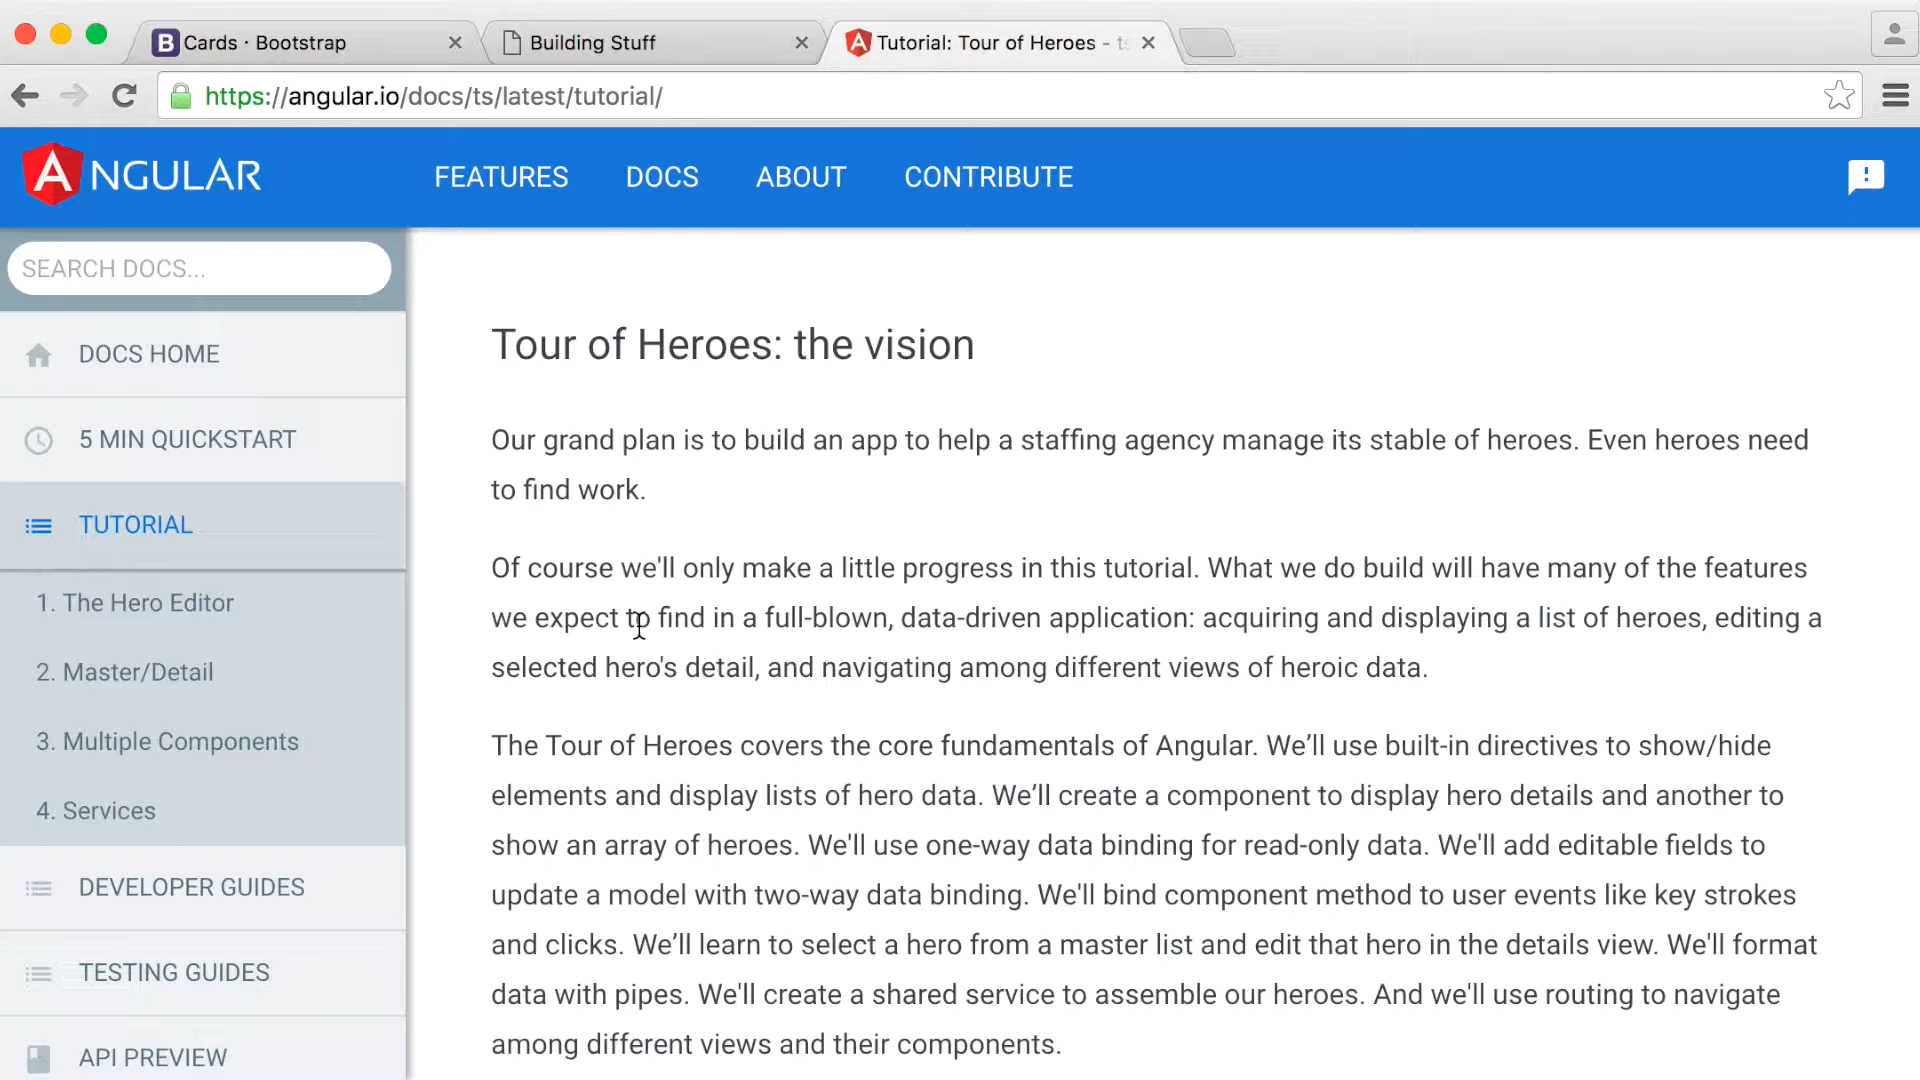 Cards · Bootstrap
Building Stuff
Tutorial: Tour of Heroes -
https://angular.io/docs/ts/latest/tutorial/
ANGULAR
FEATURES
DOCS
ABOUT
CONTRIBUTE
SEARCH DOCS...
DOCS HOME
5 MIN QUICKSTART
TUTORIAL
1. The Hero Editor
2. Master/Detail
3. Multiple Components
4. Services
DEVELOPER GUIDES
TESTING GUIDES
API PREVIEW
Tour of Heroes: the vision
Our grand plan is to build an app to help a staffing agency manage its stable of heroes. Even heroes need
to find work.
Of course we'll only make a little progress in this tutorial. What we do build will have many of the features
we expect to find in a full-blown, data-driven application: acquiring and displaying a list of heroes, editing a
selected hero's detail, and navigating among different views of heroic data.
The Tour of Heroes covers the core fundamentals of Angular. We’ll use built-in directives to show/hide
elements and display lists of hero data. We’ll create a component to display hero details and another to
show an array of heroes. We'll use one-way data binding for read-only data. We'll add editable fields to
update a model with two-way data binding. We'll bind component method to user events like key strokes
and clicks. We’ll learn to select a hero from a master list and edit that hero in the details view. We'll format
data with pipes. We'll create a shared service to assemble our heroes. And we'll use routing to navigate
among different views and their components.